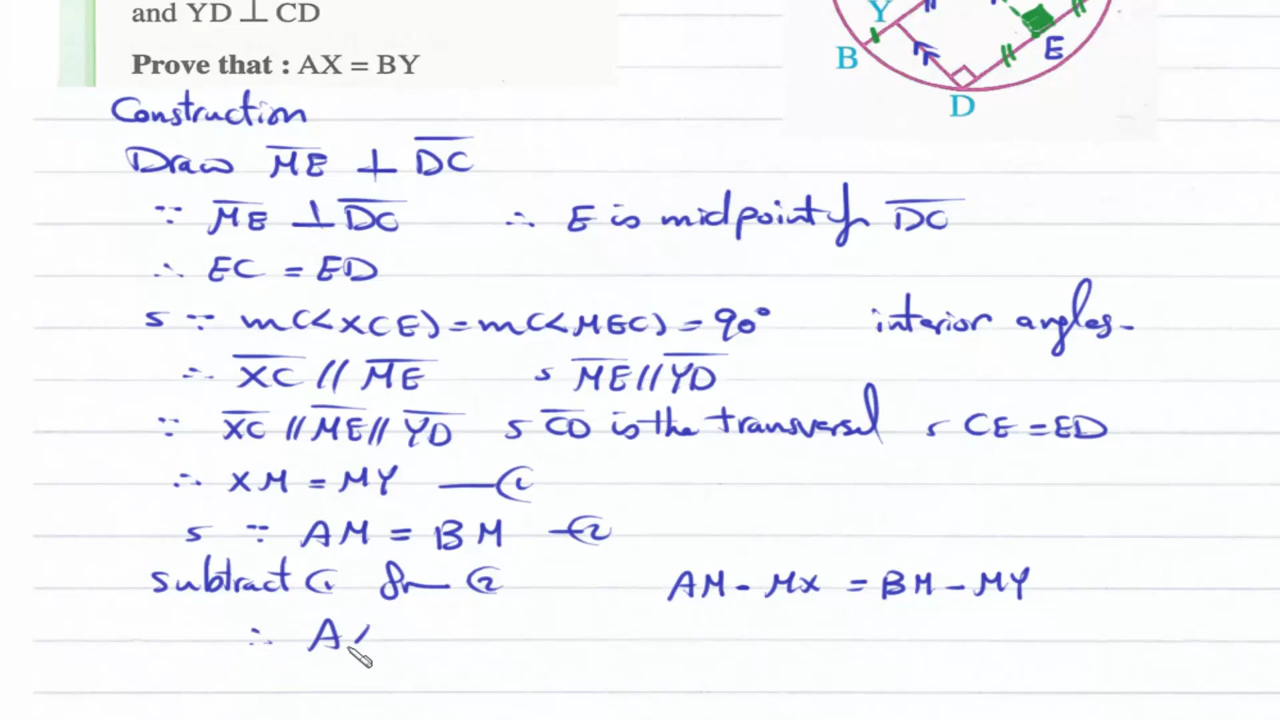 and YD ⊥ CD
Prove that : AX = BY
Y
B
E
D
Construction
Draw ME ⊥ DC
∵ ME ⊥ DC ∴ E is midpoint of DC
∴ EC = ED
, ∵ m(<XCE) = m(<MEC) = 90° interior angles.
∴ XC // ME , ME // YD
∵ XC // ME // YD , CD is the transversal , CE = ED
∴ XM = MY — (1
, ∵ AM = BM — (2
subtract (1 from (2 AM - MX = BM - MY
∴ A